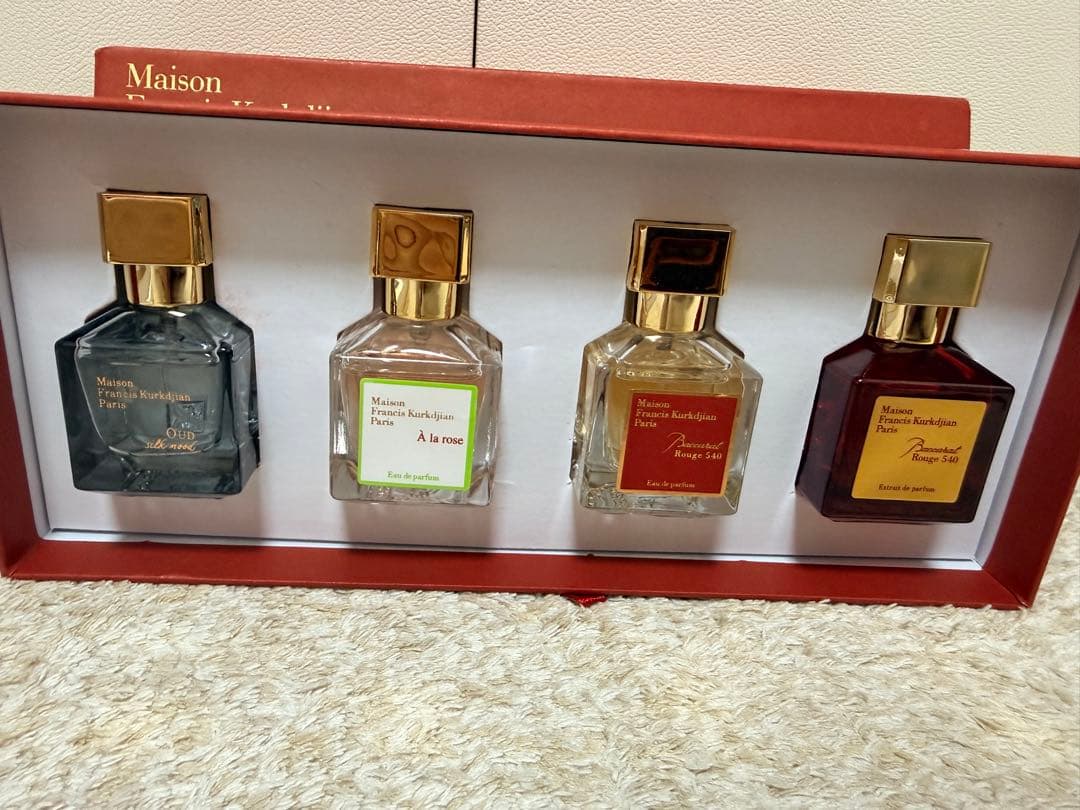 Maison
Maison
Francis Kurkdjian
Paris
OUD
silk mood
Maison
Francis Kurkdjian
Paris
À la rose
Eau de parfum
Maison
Francis Kurkdjian
Paris
Baccarat
Rouge 540
Eau de parfum
Maison
Francis Kurkdjian
Paris
Baccarat
Rouge 540
Extrait de parfum